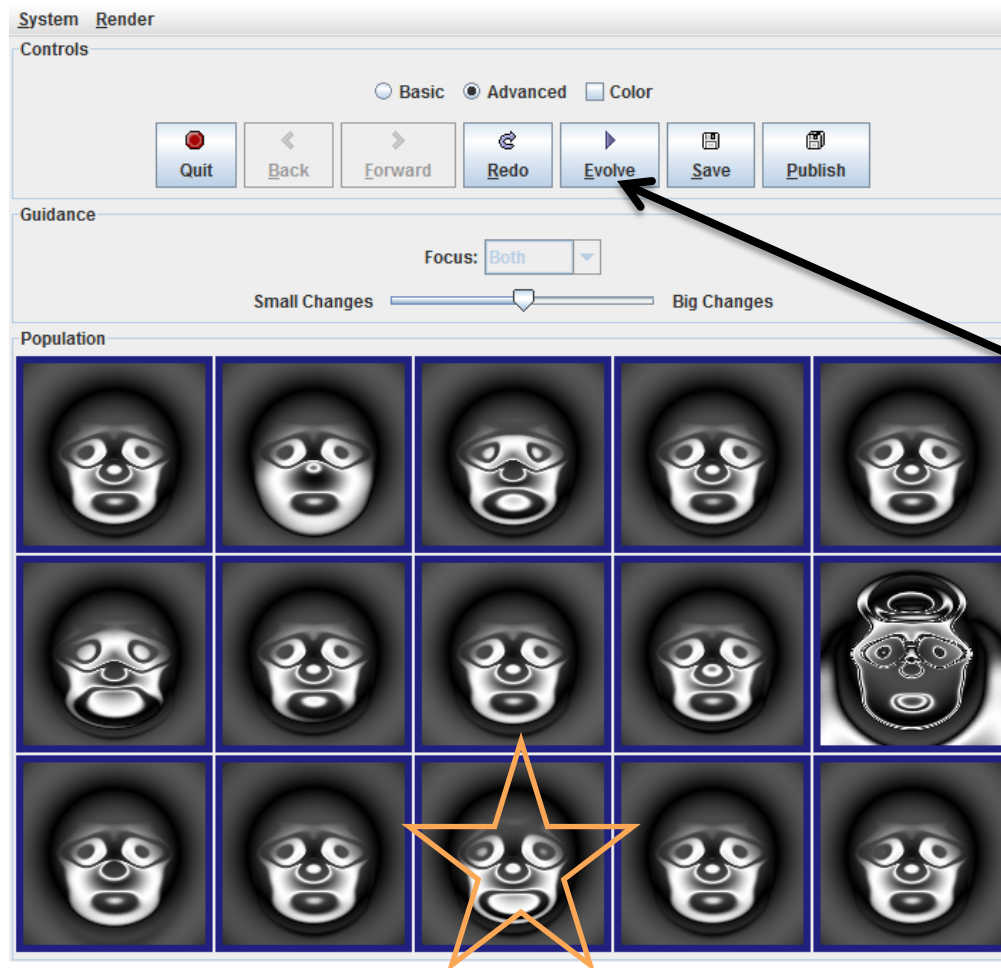 System Render
Controls
Basic Advanced Color
Quit Back Forward Redo Evolve Save Publish
Guidance
Focus: Both
Small Changes Big Changes
Population